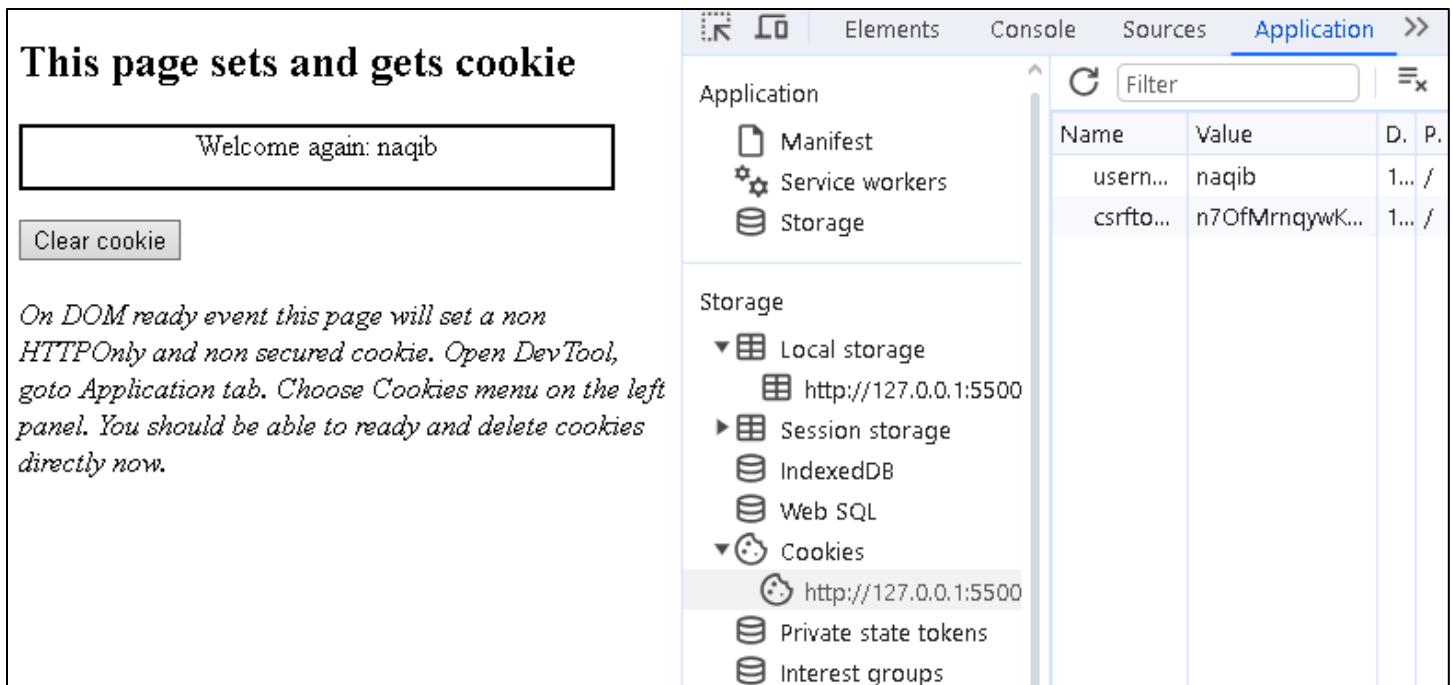 This page sets and gets cookie
Welcome again: naqib
Clear cookie
On DOM ready event this page will set a non
HTTPOnly and non secured cookie. Open DevTool,
goto Application tab. Choose Cookies menu on the left
panel. You should be able to ready and delete cookies
directly now.
Elements Console Sources Application
Application
Manifest
Service workers
Storage
Storage
Local storage
http://127.0.0.1:5500
Session storage
IndexedDB
Web SQL
Cookies
http://127.0.0.1:5500
Private state tokens
Interest groups
Filter
Name Value D. P.
usern... naqib 1... /
csrfto... n7OfMrnqywK... 1... /